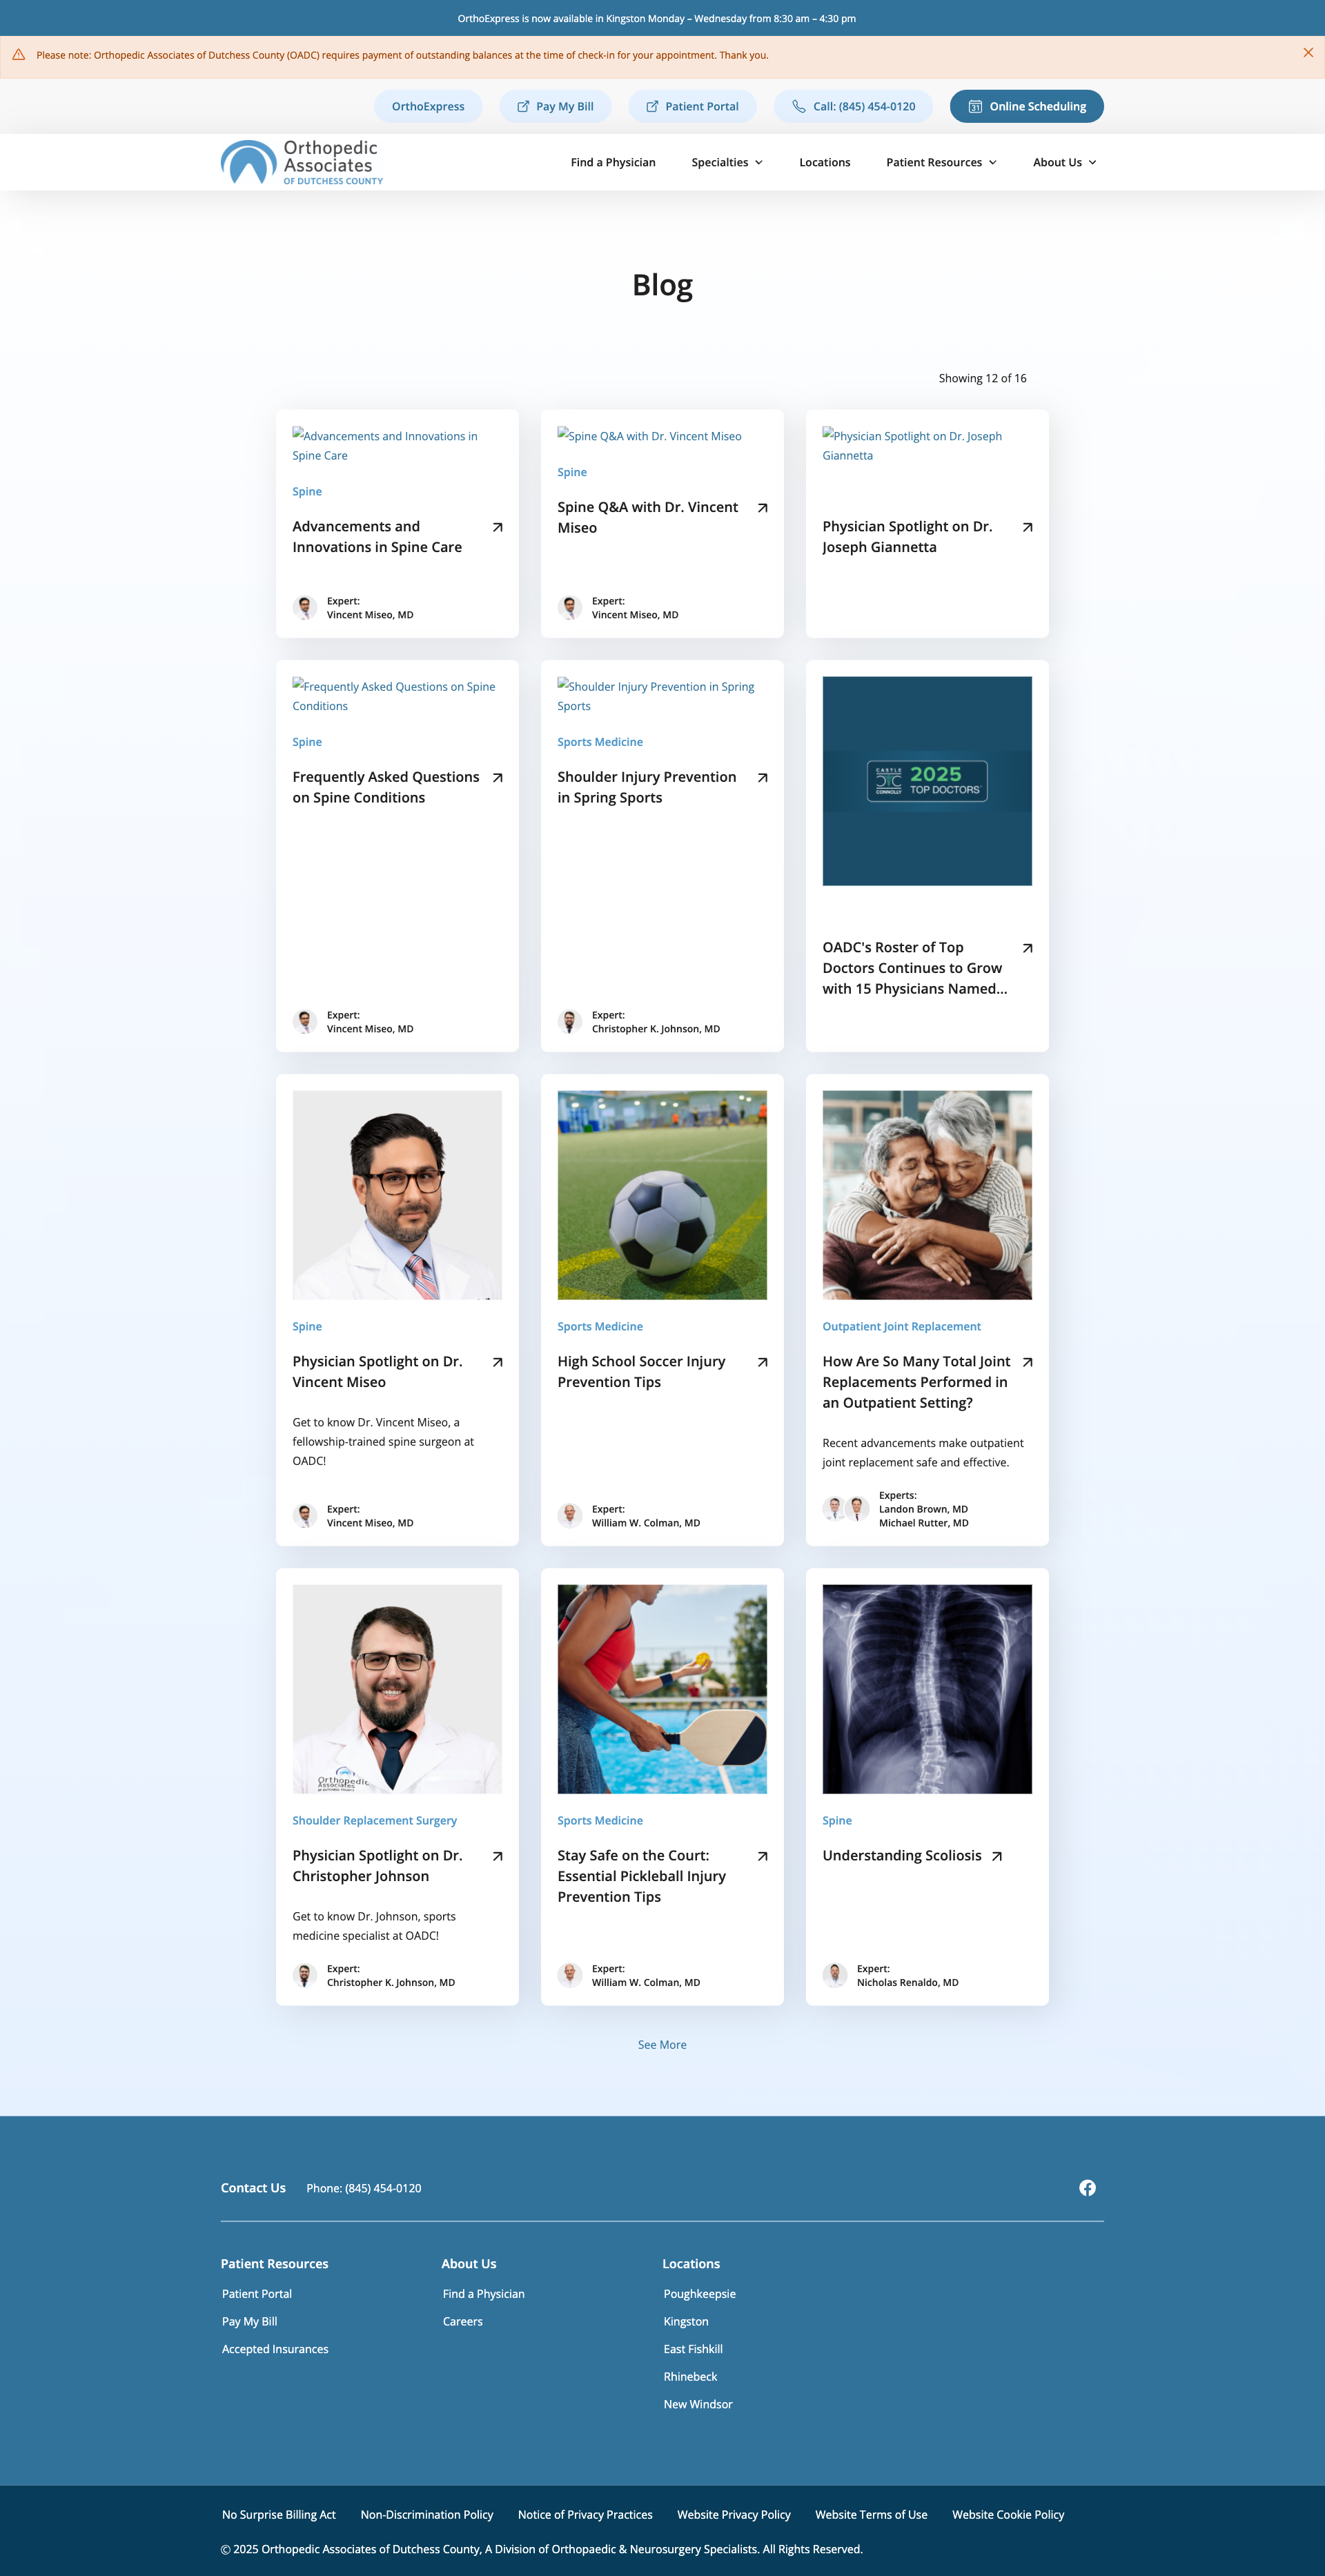 OrthoExpress is now available in Kingston Monday – Wednesday from 8:30 am – 4:30 pm
Please note: Orthopedic Associates of Dutchess County (OADC) requires payment of outstanding balances at the time of check-in for your appointment. Thank you.
OrthoExpress
Pay My Bill
Patient Portal
Call: (845) 454-0120
31
Online Scheduling
Orthopedic
Associates
OF DUTCHESS COUNTY
Find a Physician
Specialties
Locations
Patient Resources
About Us
Blog
Showing 12 of 16
Advancements and Innovations in
Spine Care
Spine
Advancements and
Innovations in Spine Care
Expert:
Vincent Miseo, MD
Spine Q&A with Dr. Vincent Miseo
Spine
Spine Q&A with Dr. Vincent
Miseo
Expert:
Vincent Miseo, MD
Physician Spotlight on Dr. Joseph
Giannetta
Physician Spotlight on Dr.
Joseph Giannetta
Frequently Asked Questions on Spine
Conditions
Spine
Frequently Asked Questions
on Spine Conditions
Expert:
Vincent Miseo, MD
Shoulder Injury Prevention in Spring
Sports
Sports Medicine
Shoulder Injury Prevention
in Spring Sports
Expert:
Christopher K. Johnson, MD
CASTLE
CONNOLLY
2025
TOP DOCTORS
OADC's Roster of Top
Doctors Continues to Grow
with 15 Physicians Named...
Spine
Physician Spotlight on Dr.
Vincent Miseo
Get to know Dr. Vincent Miseo, a
fellowship-trained spine surgeon at
OADC!
Expert:
Vincent Miseo, MD
Sports Medicine
High School Soccer Injury
Prevention Tips
Expert:
William W. Colman, MD
Outpatient Joint Replacement
How Are So Many Total Joint
Replacements Performed in
an Outpatient Setting?
Recent advancements make outpatient
joint replacement safe and effective.
Experts:
Landon Brown, MD
Michael Rutter, MD
Orthopedic
Associates
Shoulder Replacement Surgery
Physician Spotlight on Dr.
Christopher Johnson
Get to know Dr. Johnson, sports
medicine specialist at OADC!
Expert:
Christopher K. Johnson, MD
Sports Medicine
Stay Safe on the Court:
Essential Pickleball Injury
Prevention Tips
Expert:
William W. Colman, MD
Spine
Understanding Scoliosis
Expert:
Nicholas Renaldo, MD
See More
Contact Us
Phone: (845) 454-0120
Patient Resources
Patient Portal
Pay My Bill
Accepted Insurances
About Us
Find a Physician
Careers
Locations
Poughkeepsie
Kingston
East Fishkill
Rhinebeck
New Windsor
No Surprise Billing Act
Non-Discrimination Policy
Notice of Privacy Practices
Website Privacy Policy
Website Terms of Use
Website Cookie Policy
© 2025 Orthopedic Associates of Dutchess County, A Division of Orthopaedic & Neurosurgery Specialists. All Rights Reserved.